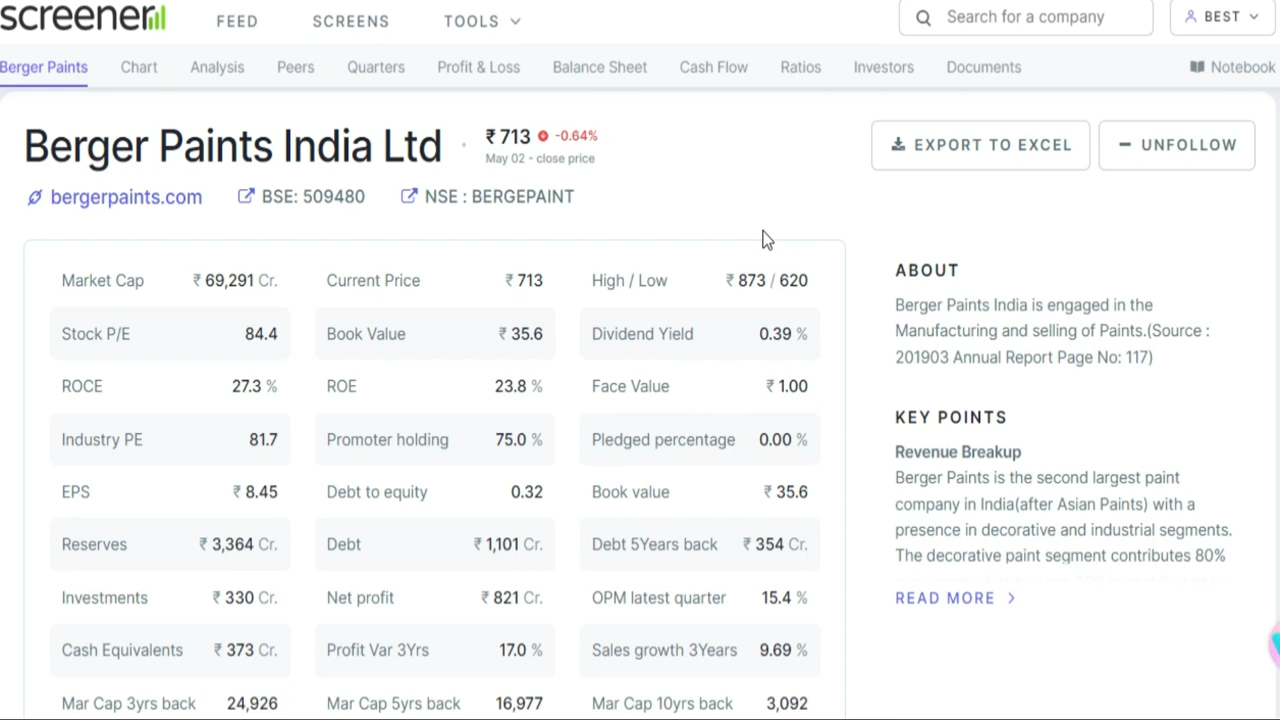 screener
FEED SCREENS TOOLS
Search for a company
BEST
Berger Paints Chart Analysis Peers Quarters Profit & Loss Balance Sheet Cash Flow Ratios Investors Documents Notebook
Berger Paints India Ltd
₹ 713 -0.64%
May 02 - close price
EXPORT TO EXCEL
UNFOLLOW
bergerpaints.com BSE: 509480 NSE : BERGEPAINT
Market Cap ₹ 69,291 Cr. Current Price ₹ 713 High / Low ₹ 873 / 620
Stock P/E 84.4 Book Value ₹ 35.6 Dividend Yield 0.39 %
ROCE 27.3 % ROE 23.8 % Face Value ₹ 1.00
Industry PE 81.7 Promoter holding 75.0 % Pledged percentage 0.00 %
EPS ₹ 8.45 Debt to equity 0.32 Book value ₹ 35.6
Reserves ₹ 3,364 Cr. Debt ₹ 1,101 Cr. Debt 5Years back ₹ 354 Cr.
Investments ₹ 330 Cr. Net profit ₹ 821 Cr. OPM latest quarter 15.4 %
Cash Equivalents ₹ 373 Cr. Profit Var 3Yrs 17.0 % Sales growth 3Years 9.69 %
Mar Cap 3yrs back 24,926 Mar Cap 5yrs back 16,977 Mar Cap 10yrs back 3,092
ABOUT
Berger Paints India is engaged in the
Manufacturing and selling of Paints.(Source :
201903 Annual Report Page No: 117)
KEY POINTS
Revenue Breakup
Berger Paints is the second largest paint
company in India(after Asian Paints) with a
presence in decorative and industrial segments.
The decorative paint segment contributes 80%
READ MORE